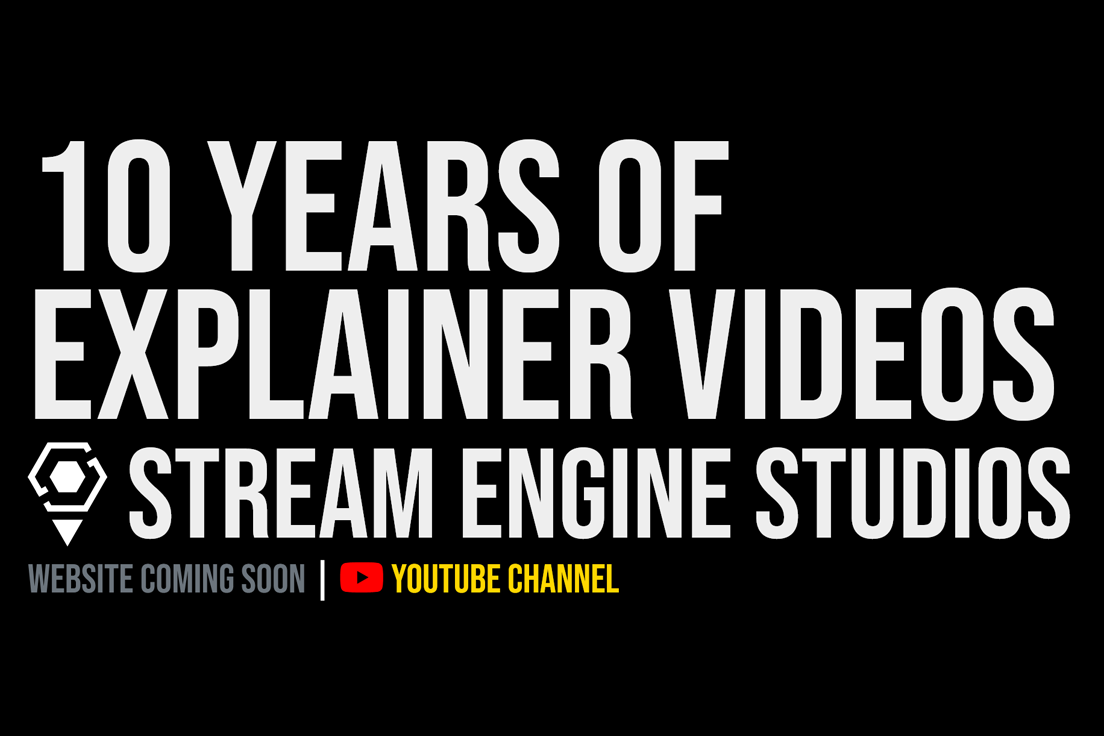 10 YEARS OF
EXPLAINER VIDEOS
STREAM ENGINE STUDIOS
WEBSITE COMING SOON | YOUTUBE CHANNEL